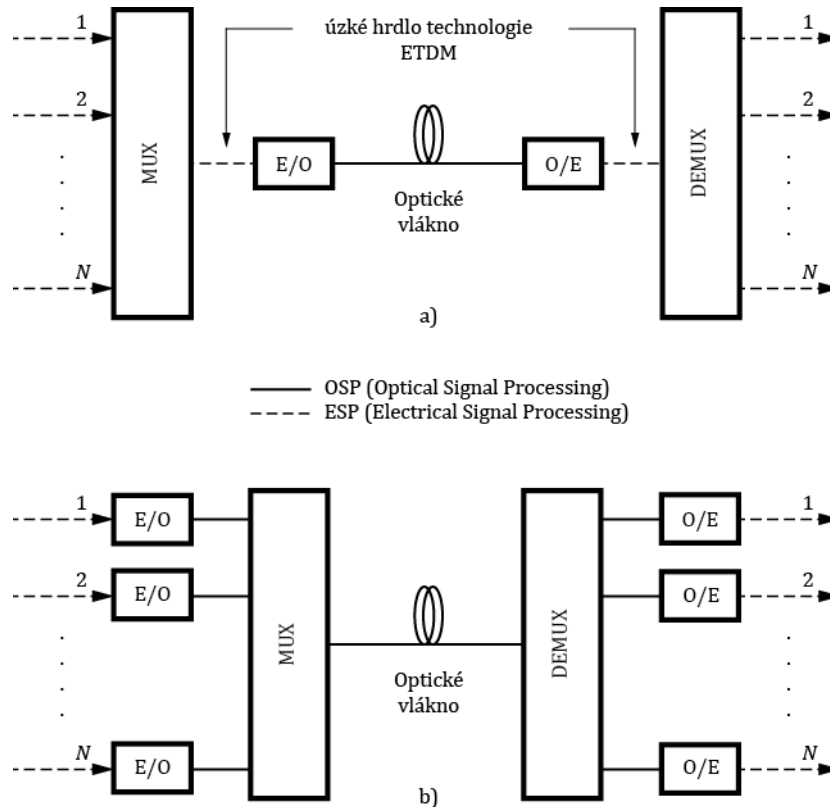 1
úzké hrdlo technologie
ETDM
1
2
2
MUX
E/O
O/E
DEMUX
Optické
vlákno
N
N
a)
OSP (Optical Signal Processing)
ESP (Electrical Signal Processing)
1
E/O
O/E
1
2
E/O
O/E
2
MUX
DEMUX
Optické
vlákno
N
E/O
O/E
N
b)